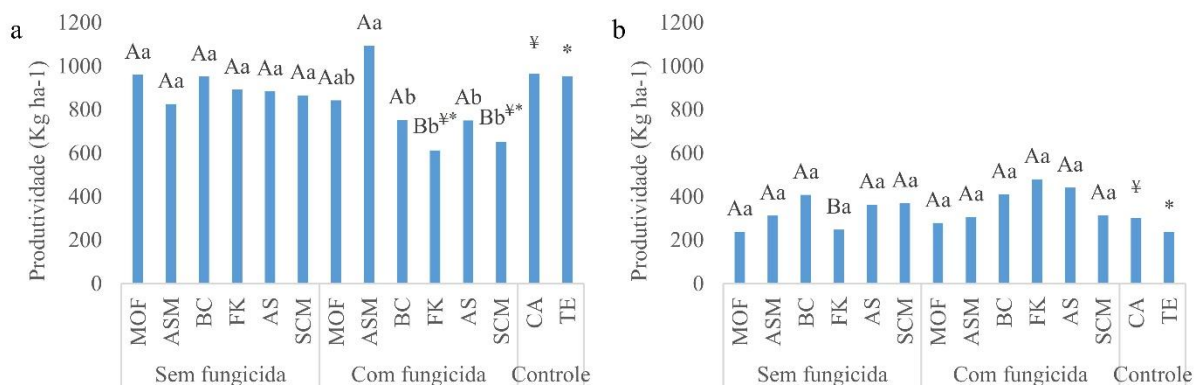 a
Produtividade (Kg ha-1)
1200
1000
800
600
400
200
0
Aa Aa Aa Aa Aa Aa Aab Aa Ab Bb¥* Ab Bb¥* ¥ *
MOF ASM BC FK AS SCM MOF ASM BC FK AS SCM CA TE
Sem fungicida Com fungicida Controle
b
Produtividade (Kg ha-1)
1200
1000
800
600
400
200
0
Aa Aa Aa Ba Aa Aa Aa Aa Aa Aa Aa Aa ¥ *
MOF ASM BC FK AS SCM MOF ASM BC FK AS SCM CA TE
Sem fungicida Com fungicida Controle